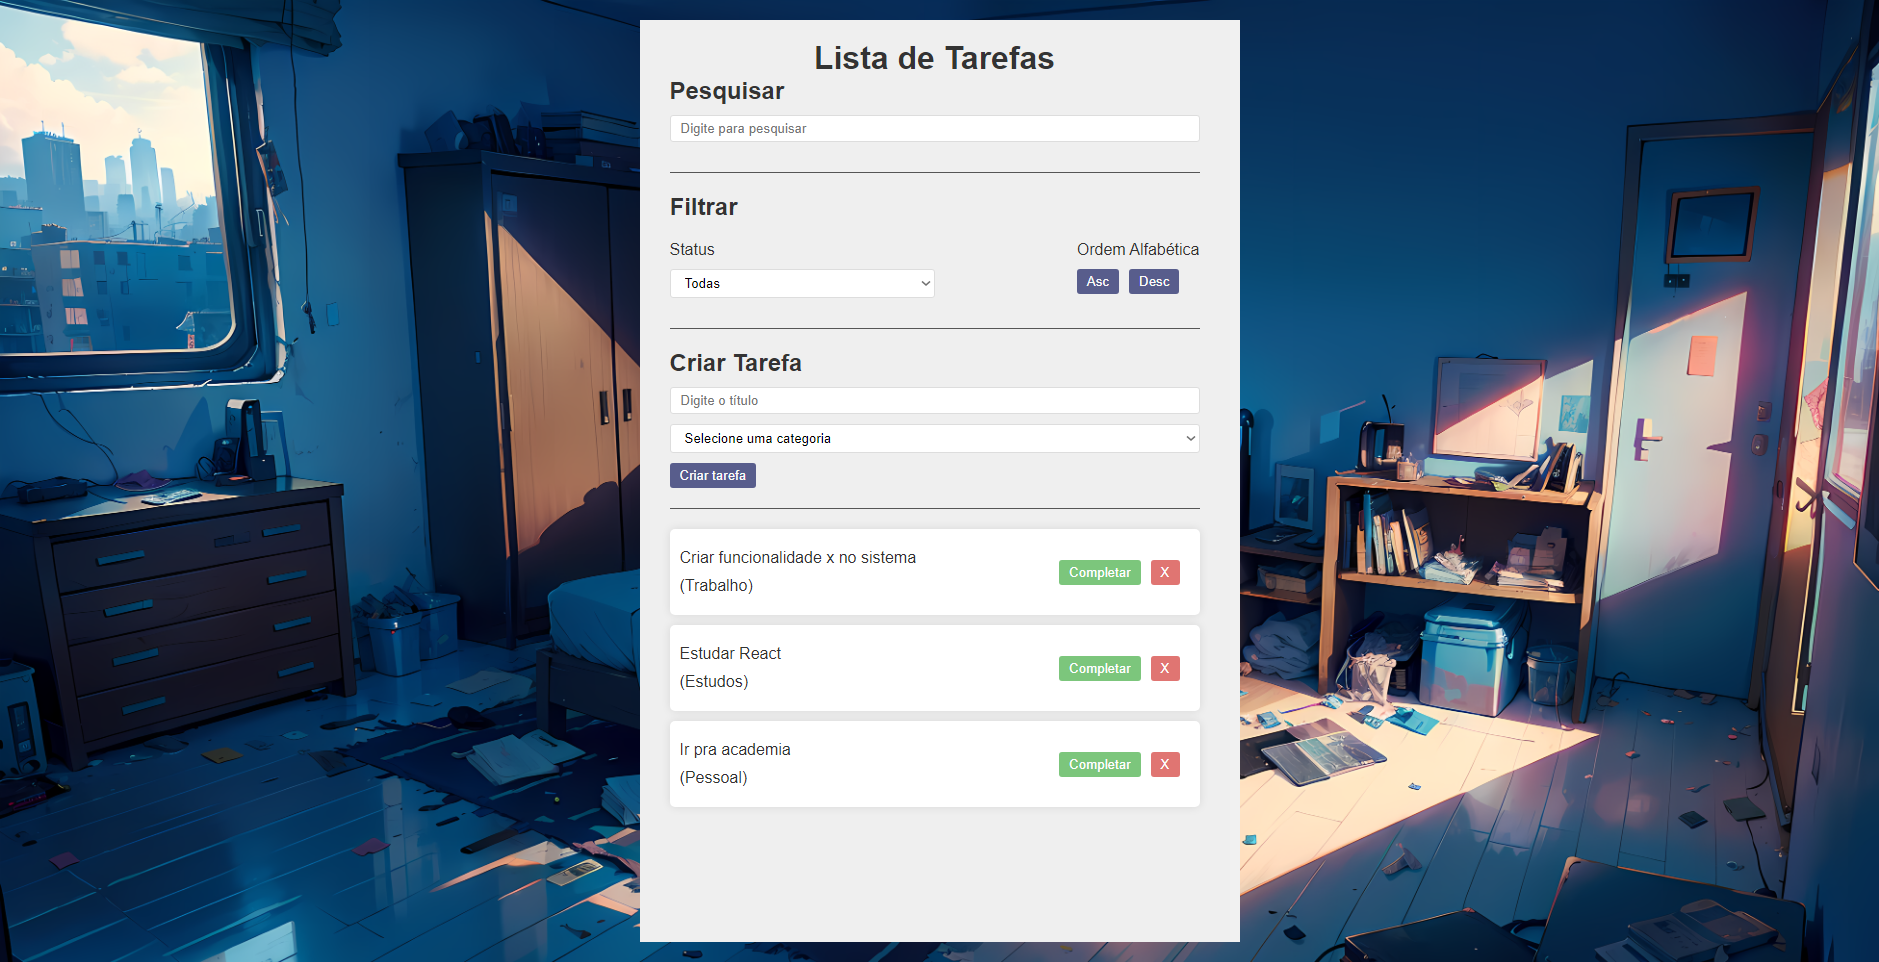 Lista de Tarefas
Pesquisar
Digite para pesquisar
Filtrar
Status
Ordem Alfabética
Todas
Asc Desc
Criar Tarefa
Digite o título
Selecione uma categoria
Criar tarefa
Criar funcionalidade x no sistema
(Trabalho)
Completar X
Estudar React
(Estudos)
Completar X
Ir pra academia
(Pessoal)
Completar X